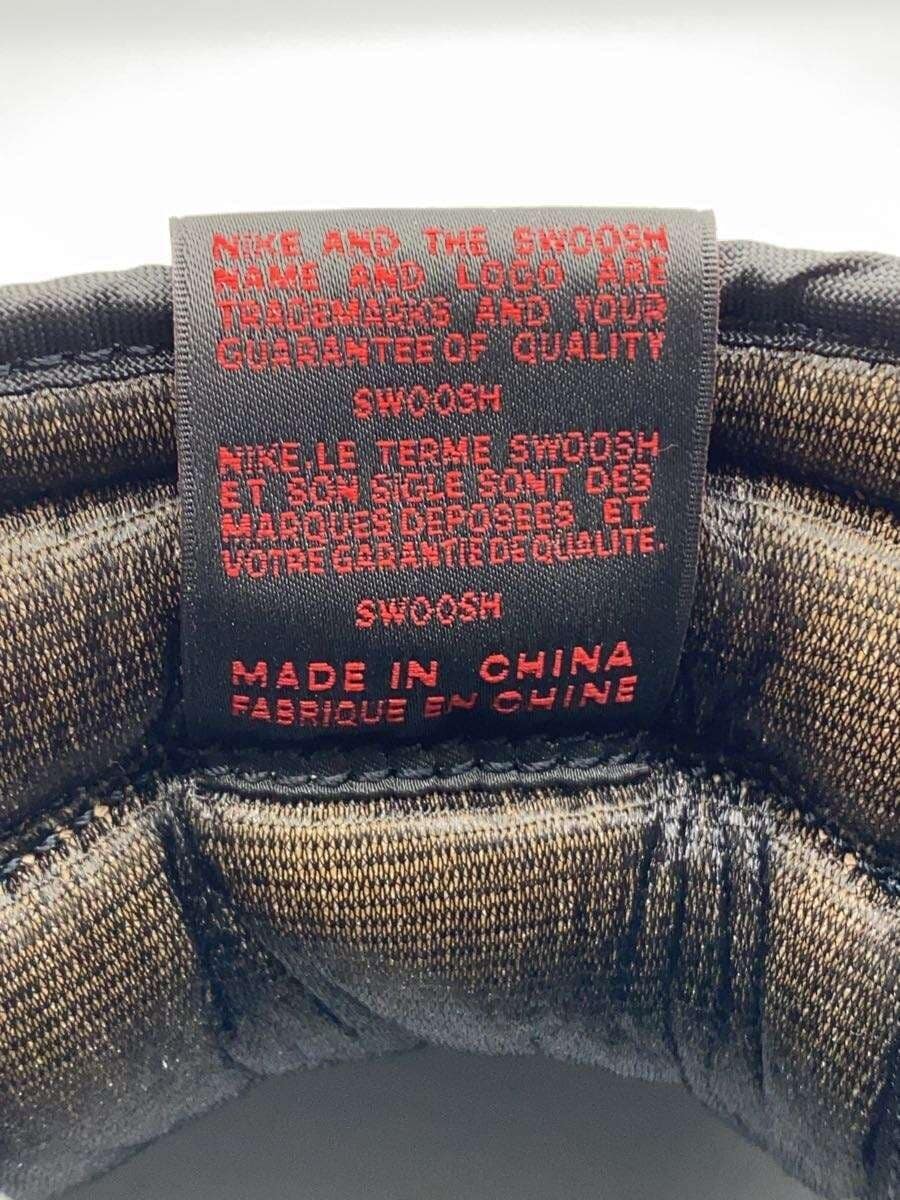 NIKE AND THE SWOOSH
NAME AND LOGO ARE
TRADEMARKS AND YOUR
GUARANTEE OF QUALITY
SWOOSH
NIKE, LE TERME SWOOSH
ET SON SIGLE SONT DES
MARQUES DEPOSEES ET
VOTRE GARANTIE DE QUALITE.
SWOOSH
MADE IN CHINA
FABRIQUE EN CHINE